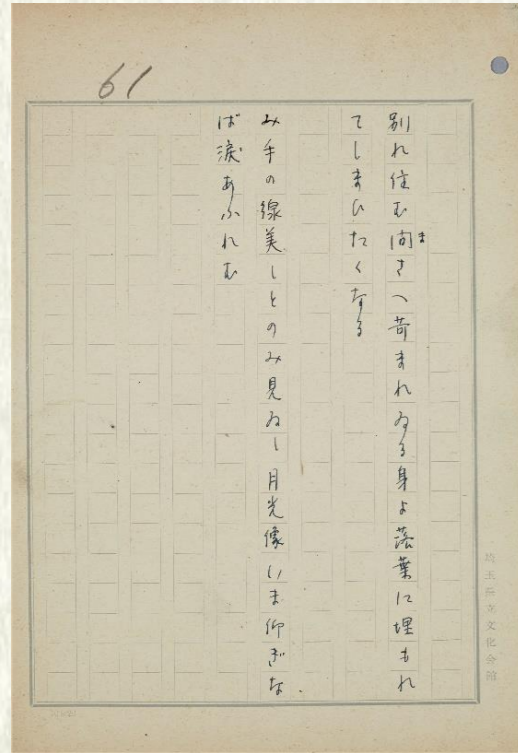 61
別れ住む間さへ苛まれゐる身よ落葉に埋もれ
ま
てしまひたくなる
み手の線美しとのみ見ゐし月光像いま仰ぎな
ば涙あふれむ
埼玉県立文化会館